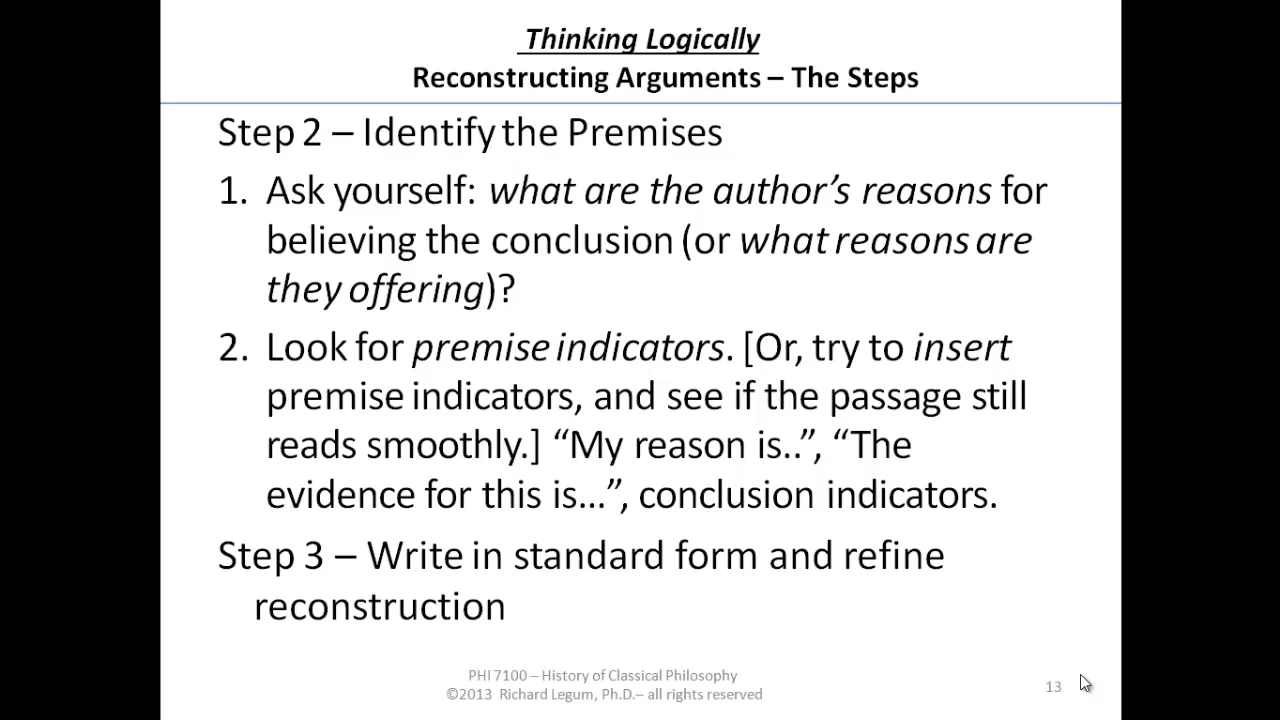 Thinking Logically
Reconstructing Arguments – The Steps
Step 2 – Identify the Premises
1. Ask yourself: what are the author’s reasons for
believing the conclusion (or what reasons are
they offering)?
2. Look for premise indicators. [Or, try to insert
premise indicators, and see if the passage still
reads smoothly.] “My reason is..”, “The
evidence for this is…”, conclusion indicators.
Step 3 – Write in standard form and refine
reconstruction
PHI 7100 – History of Classical Philosophy
©2013 Richard Legum, Ph.D.– all rights reserved
13